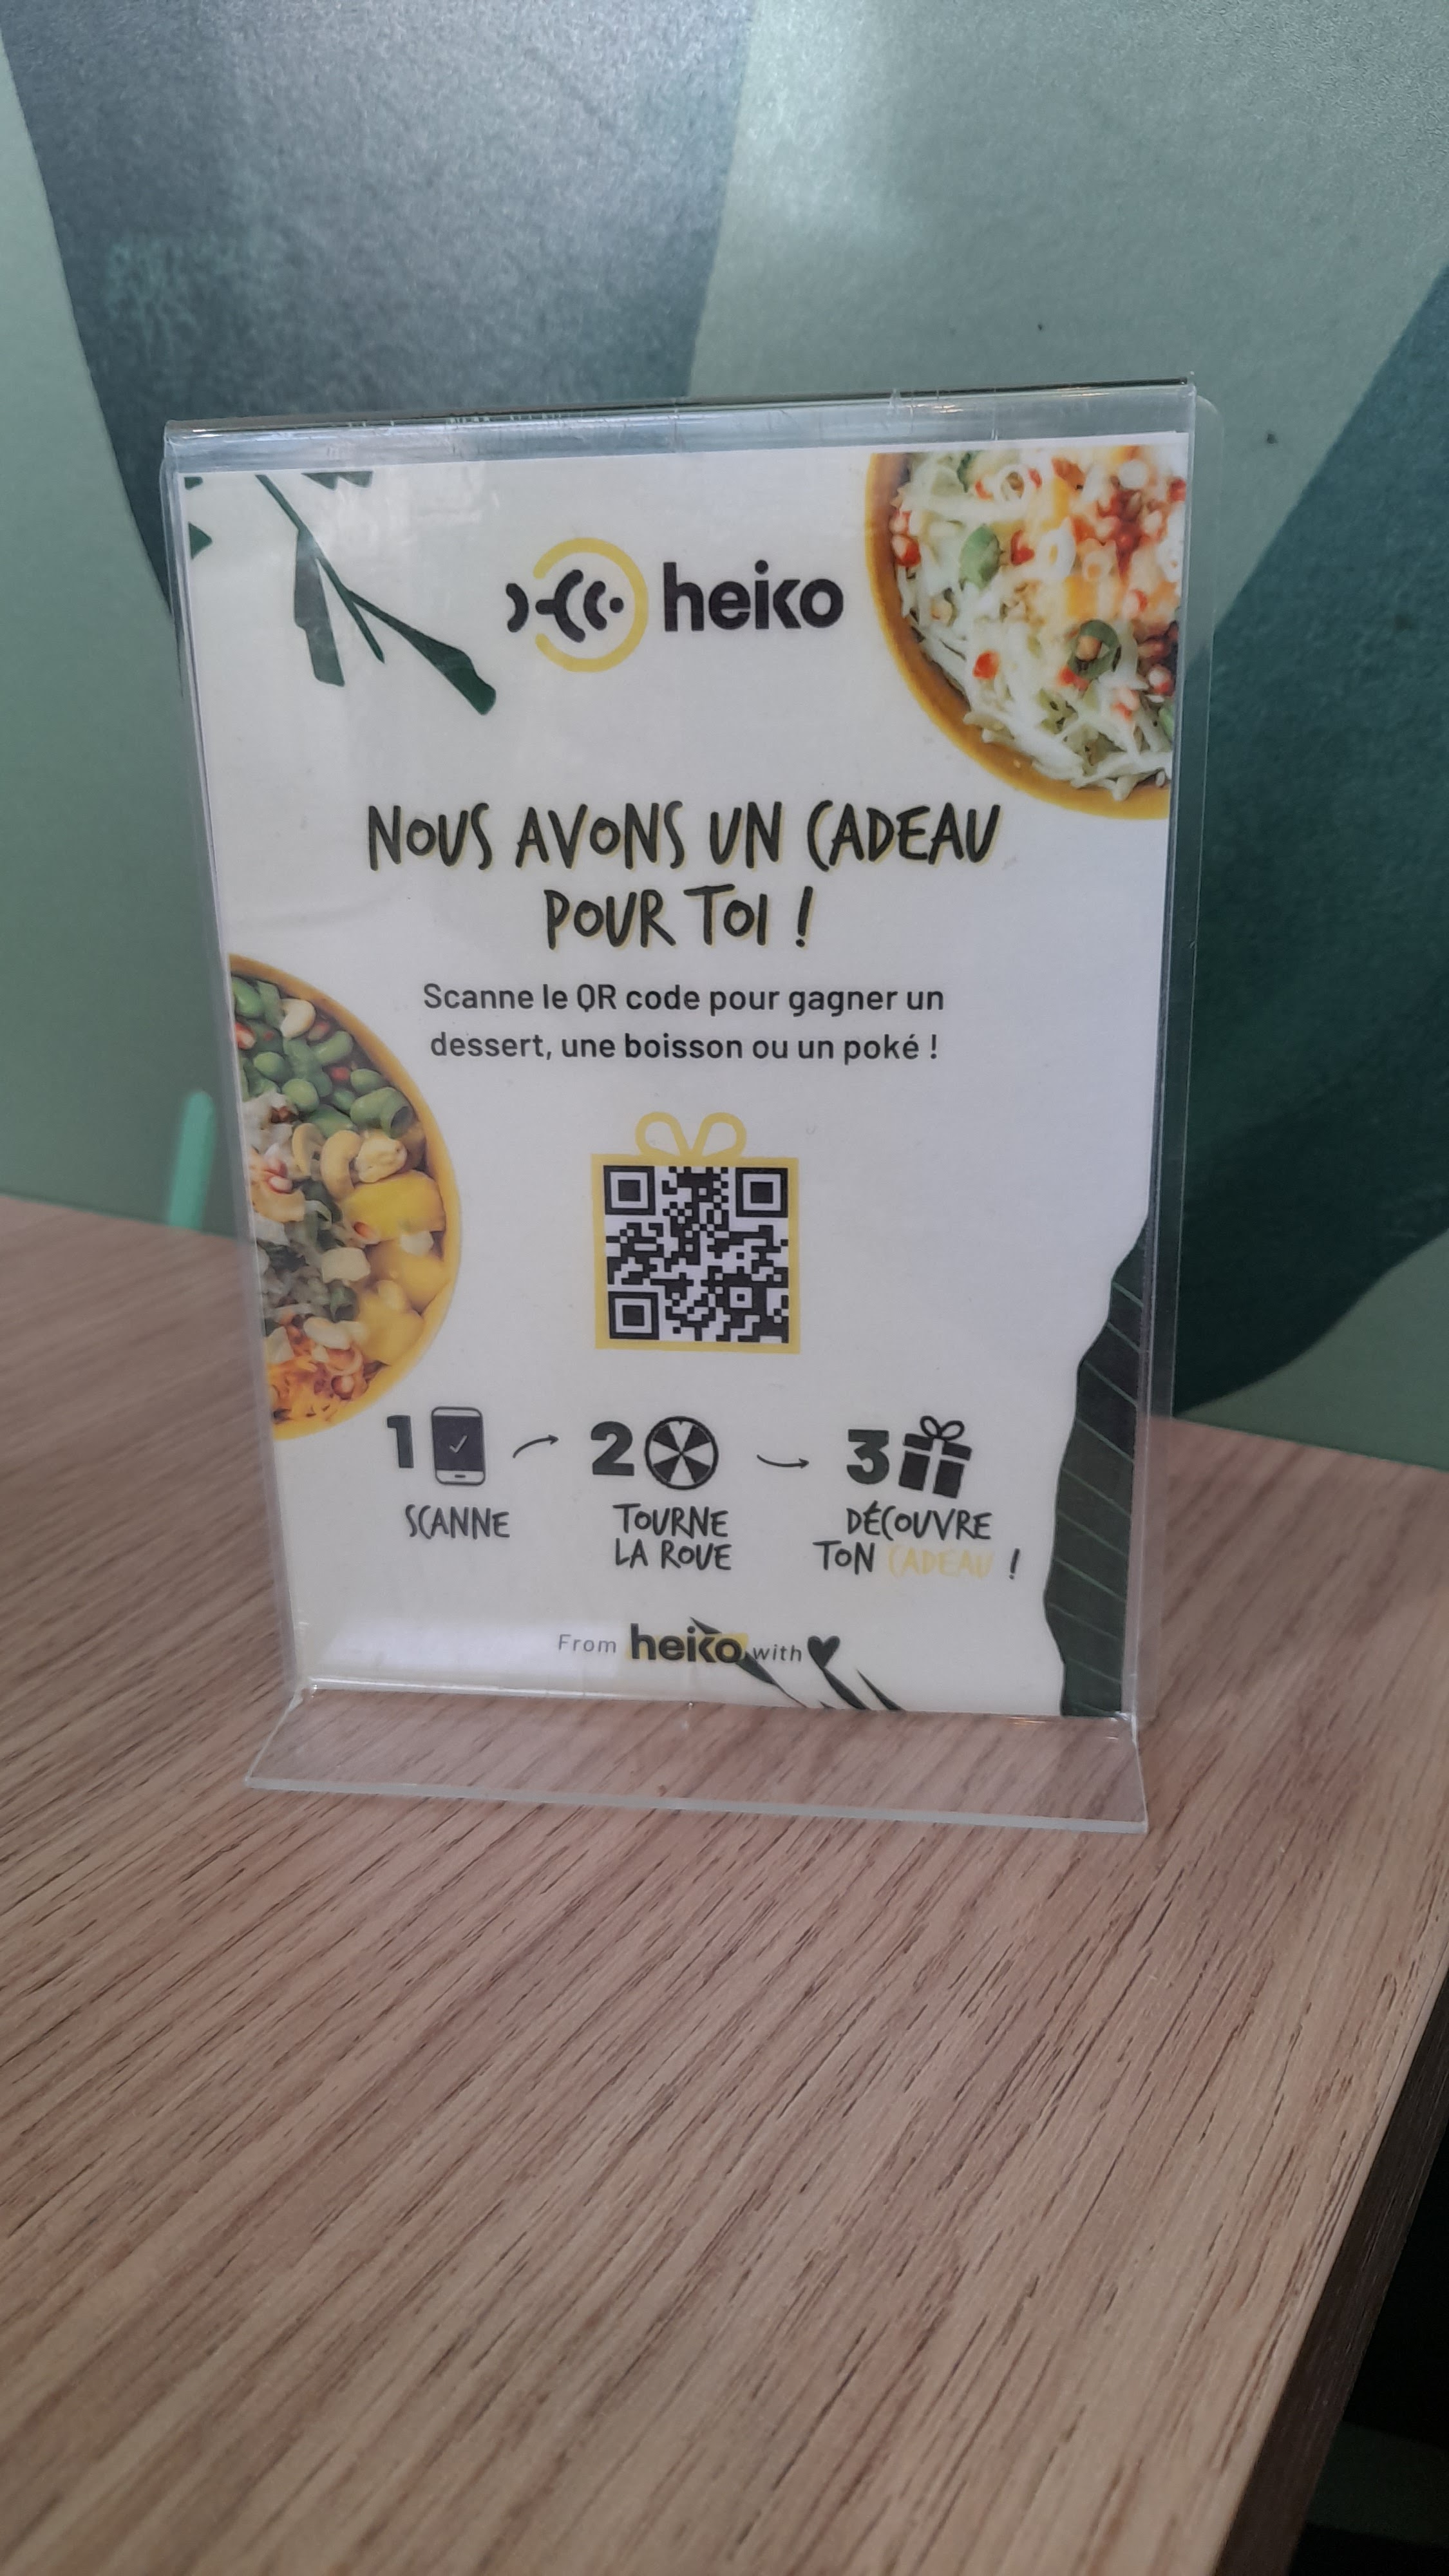 heiko
NOUS AVONS UN CADEAU
POUR TOI !
Scanne le QR code pour gagner un
dessert, une boisson ou un poké !
1
SCANNE
2
TOURNE
LA ROUE
3
DÉCOUVRE
TON CADEAU !
From heiko with